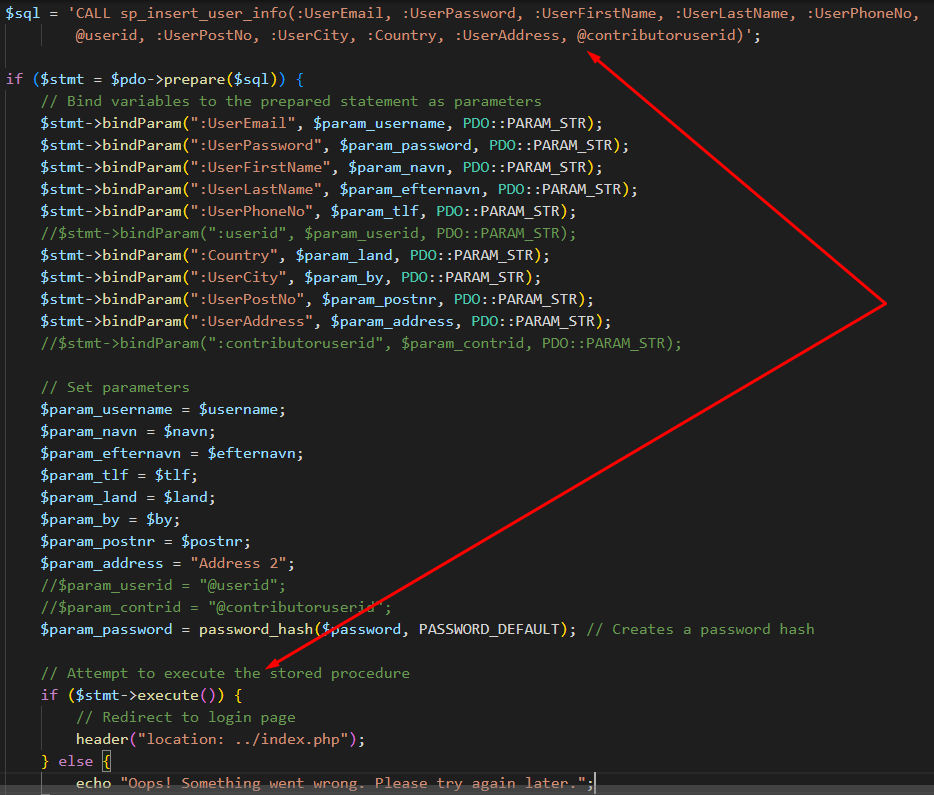 $sql = 'CALL sp_insert_user_info(:UserEmail, :UserPassword, :UserFirstName, :UserLastName, :UserPhoneNo,
        @userid, :UserPostNo, :UserCity, :Country, :UserAddress, @contributoruserid)';

if ($stmt = $pdo->prepare($sql)) {
    // Bind variables to the prepared statement as parameters
    $stmt->bindParam(":UserEmail", $param_username, PDO::PARAM_STR);
    $stmt->bindParam(":UserPassword", $param_password, PDO::PARAM_STR);
    $stmt->bindParam(":UserFirstName", $param_navn, PDO::PARAM_STR);
    $stmt->bindParam(":UserLastName", $param_efternavn, PDO::PARAM_STR);
    $stmt->bindParam(":UserPhoneNo", $param_tlf, PDO::PARAM_STR);
    //$stmt->bindParam(":userid", $param_userid, PDO::PARAM_STR);
    $stmt->bindParam(":Country", $param_land, PDO::PARAM_STR);
    $stmt->bindParam(":UserCity", $param_by, PDO::PARAM_STR);
    $stmt->bindParam(":UserPostNo", $param_postnr, PDO::PARAM_STR);
    $stmt->bindParam(":UserAddress", $param_address, PDO::PARAM_STR);
    //$stmt->bindParam(":contributoruserid", $param_contrid, PDO::PARAM_STR);

    // Set parameters
    $param_username = $username;
    $param_navn = $navn;
    $param_efternavn = $efternavn;
    $param_tlf = $tlf;
    $param_land = $land;
    $param_by = $by;
    $param_postnr = $postnr;
    $param_address = "Address 2";
    //$param_userid = "@userid";
    //$param_contrid = "@contributoruserid";
    $param_password = password_hash($password, PASSWORD_DEFAULT); // Creates a password hash

    // Attempt to execute the stored procedure
    if ($stmt->execute()) {
        // Redirect to login page
        header("location: ../index.php");
    } else {
        echo "Oops! Something went wrong. Please try again later.";